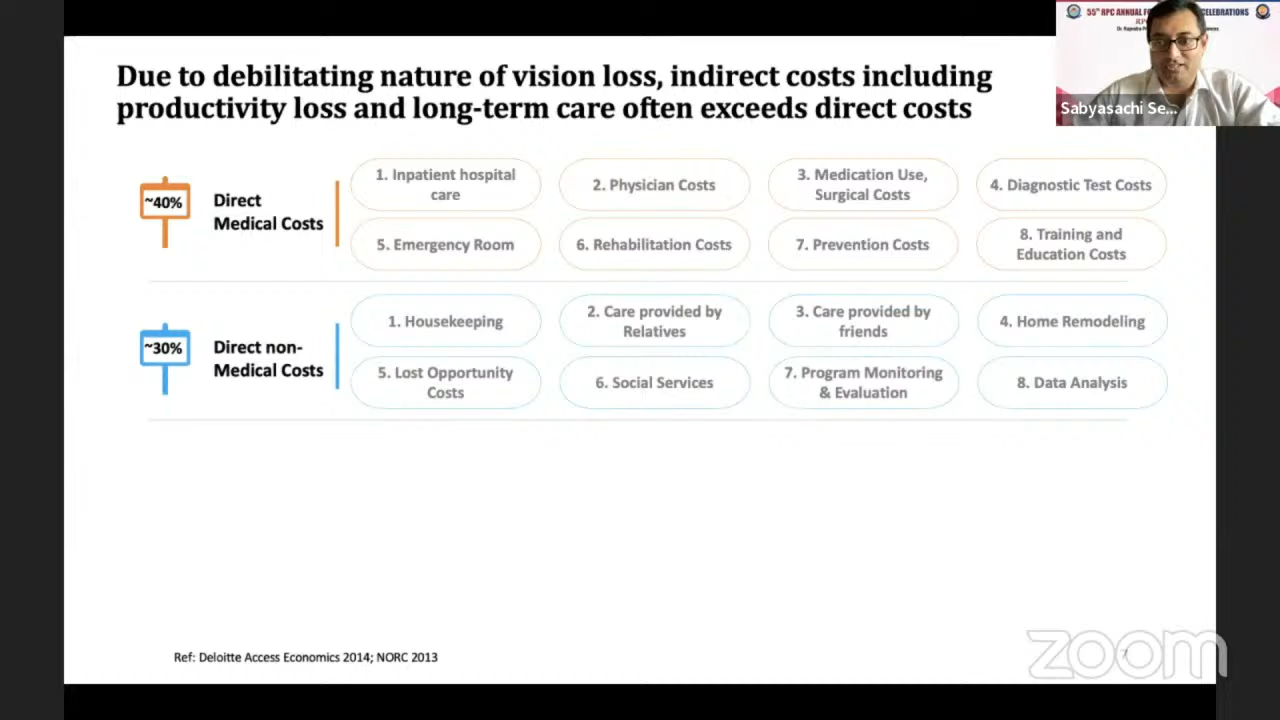 Due to debilitating nature of vision loss, indirect costs including
productivity loss and long-term care often exceeds direct costs
55th RPC ANNUAL
CELEBRATIONS
Sabyasachi Se...
~40%
Direct
Medical Costs
1. Inpatient hospital
care
2. Physician Costs
3. Medication Use,
Surgical Costs
4. Diagnostic Test Costs
5. Emergency Room
6. Rehabilitation Costs
7. Prevention Costs
8. Training and
Education Costs
~30%
Direct non-
Medical Costs
1. Housekeeping
2. Care provided by
Relatives
3. Care provided by
friends
4. Home Remodeling
5. Lost Opportunity
Costs
6. Social Services
7. Program Monitoring
& Evaluation
8. Data Analysis
Ref: Deloitte Access Economics 2014; NORC 2013
7
zoom